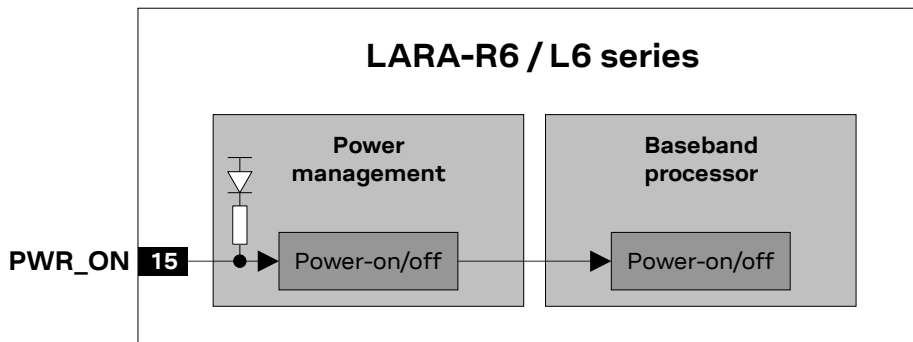 LARA-R6 / L6 series
Power
management
Baseband
processor
PWR_ON 15
Power-on/off
Power-on/off